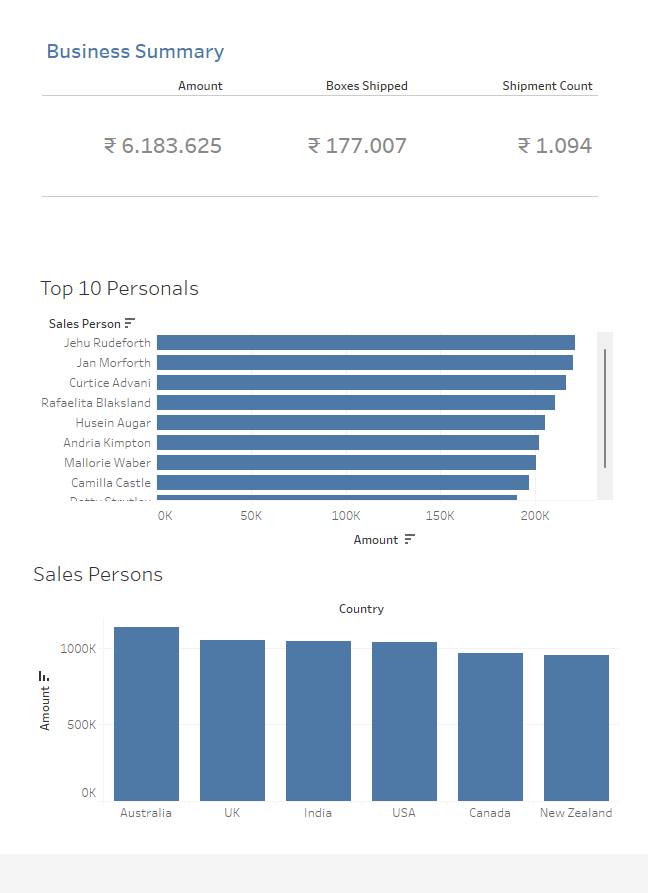 Business Summary
Amount Boxes Shipped Shipment Count
₹ 6.183.625 ₹ 177.007 ₹ 1.094
Top 10 Personals
Sales Person
Jehu Rudeforth
Jan Morforth
Curtice Advani
Rafaelita Blaksland
Husein Augar
Andria Kimpton
Mallorie Waber
Camilla Castle
0K 50K 100K 150K 200K
Amount
Sales Persons
Country
1000K
500K
0K
Amount
Australia UK India USA Canada New Zealand